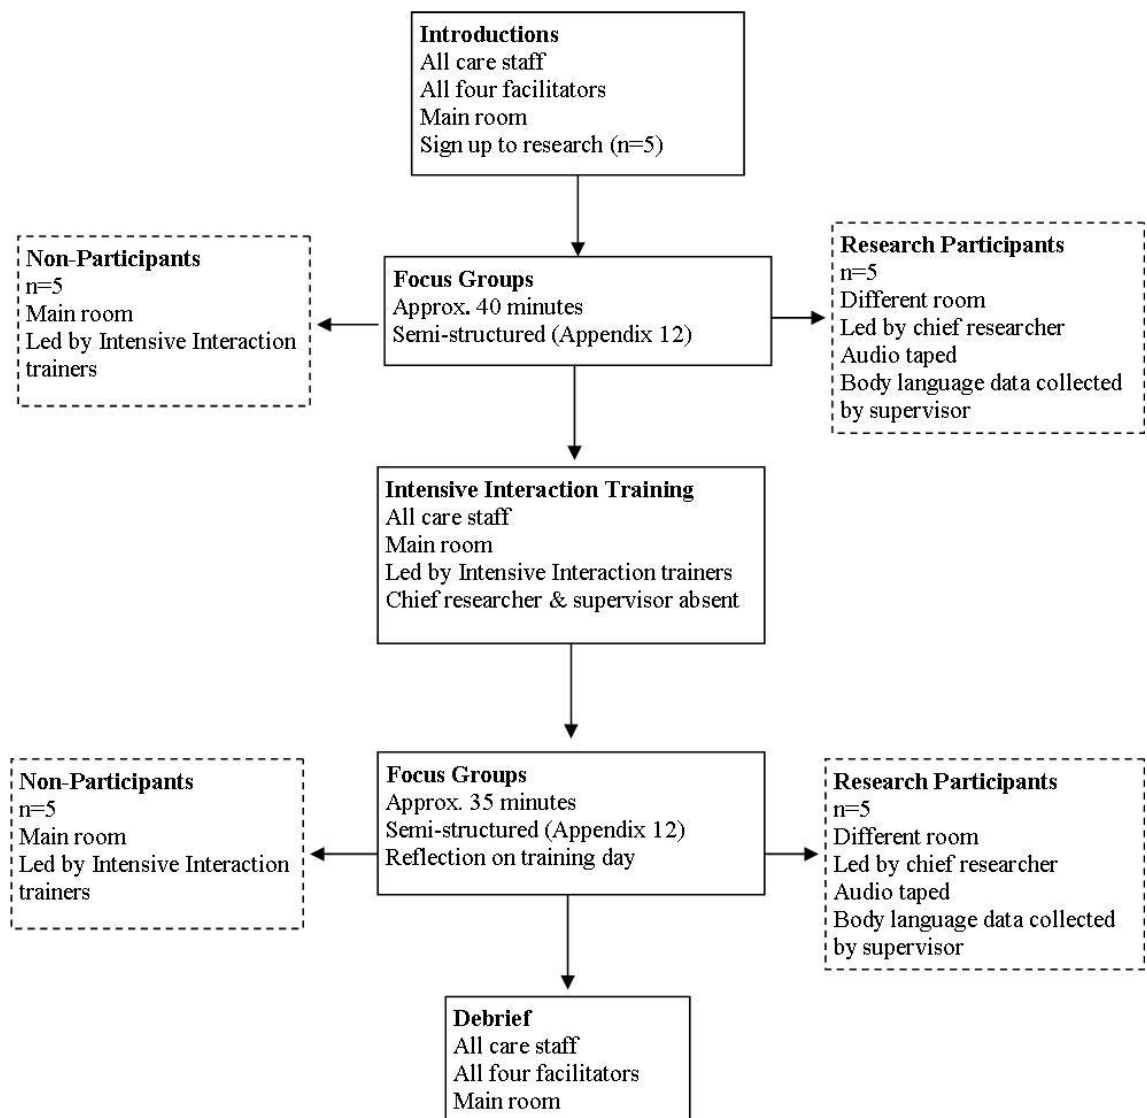 Introductions
All care staff
All four facilitators
Main room
Sign up to research (n=5)
Non-Participants
n=5
Main room
Led by Intensive Interaction
trainers
Focus Groups
Approx. 40 minutes
Semi-structured (Appendix 12)
Research Participants
n=5
Different room
Led by chief researcher
Audio taped
Body language data collected
by supervisor
Intensive Interaction Training
All care staff
Main room
Led by Intensive Interaction trainers
Chief researcher & supervisor absent
Non-Participants
n=5
Main room
Led by Intensive Interaction
trainers
Focus Groups
Approx. 35 minutes
Semi-structured (Appendix 12)
Reflection on training day
Research Participants
n=5
Different room
Led by chief researcher
Audio taped
Body language data collected
by supervisor
Debrief
All care staff
All four facilitators
Main room